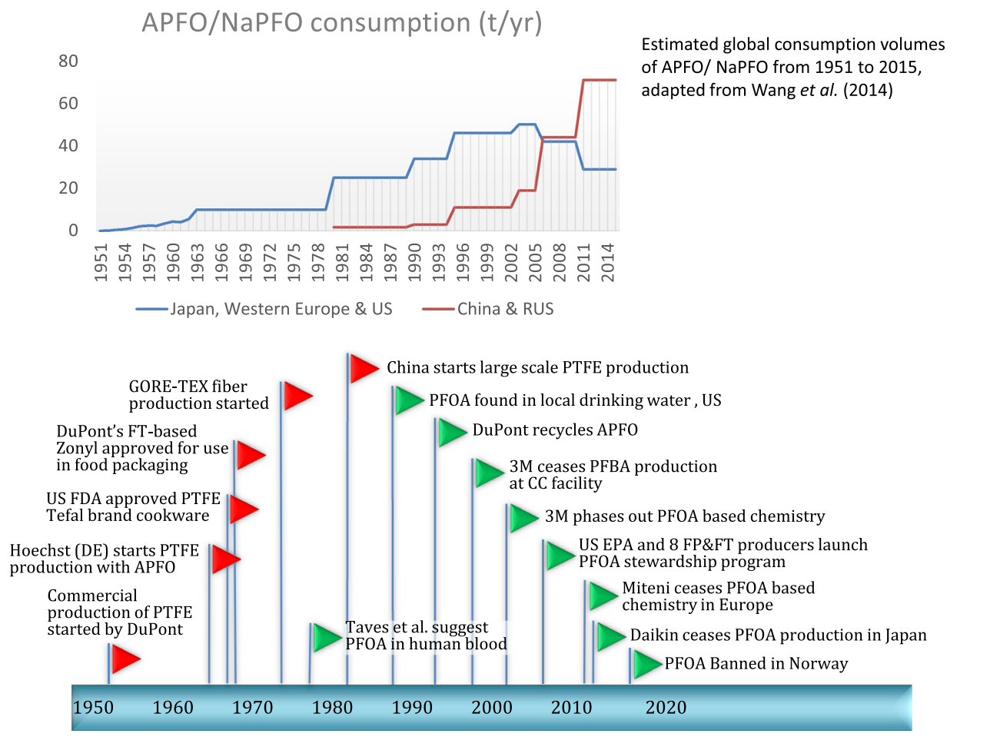 APFO/NaPFO consumption (t/yr)
Estimated global consumption volumes
of APFO/ NaPFO from 1951 to 2015,
adapted from Wang et al. (2014)
80
60
40
20
0
1951
1954
1957
1960
1963
1966
1969
1972
1975
1978
1981
1984
1987
1990
1993
1996
1999
2002
2005
2008
2011
2014
Japan, Western Europe & US
China & RUS
China starts large scale PTFE production
GORE-TEX fiber
production started
PFOA found in local drinking water , US
DuPont’s FT-based
Zonyl approved for use
in food packaging
DuPont recycles APFO
3M ceases PFBA production
at CC facility
US FDA approved PTFE
Tefal brand cookware
3M phases out PFOA based chemistry
Hoechst (DE) starts PTFE
production with APFO
US EPA and 8 FP&FT producers launch
PFOA stewardship program
Commercial
production of PTFE
started by DuPont
Miteni ceases PFOA based
chemistry in Europe
Taves et al. suggest
PFOA in human blood
Daikin ceases PFOA production in Japan
PFOA Banned in Norway
1950
1960
1970
1980
1990
2000
2010
2020